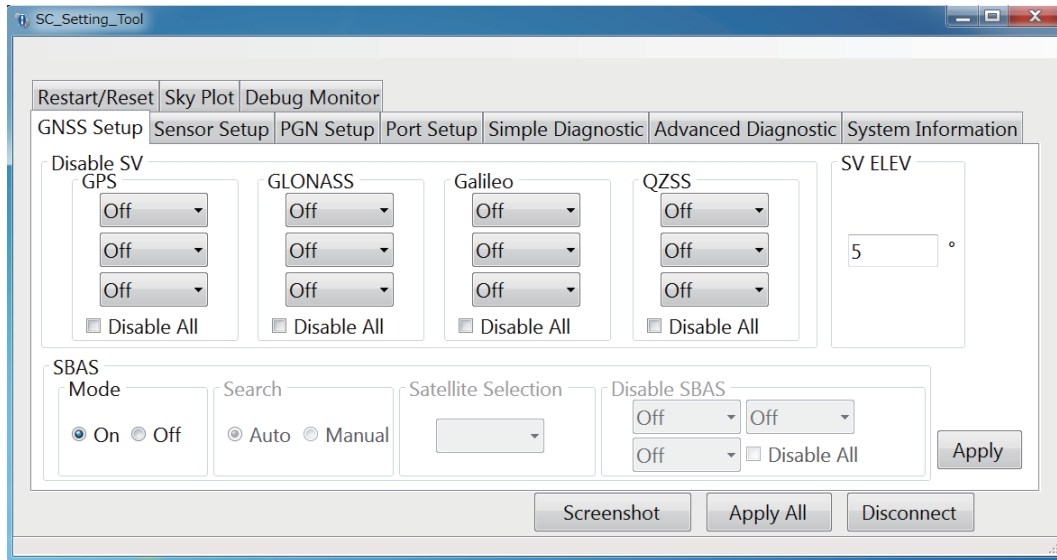 SC_Setting_Tool
Restart/Reset Sky Plot Debug Monitor
GNSS Setup Sensor Setup PGN Setup Port Setup Simple Diagnostic Advanced Diagnostic System Information
Disable SV SV ELEV
GPS GLONASS Galileo QZSS
Off Off Off Off
Off Off Off Off 5 °
Off Off Off Off
Disable All Disable All Disable All Disable All
SBAS
Mode Search Satellite Selection Disable SBAS
Off Off
On Off Auto Manual
Off Disable All Apply
Screenshot Apply All Disconnect